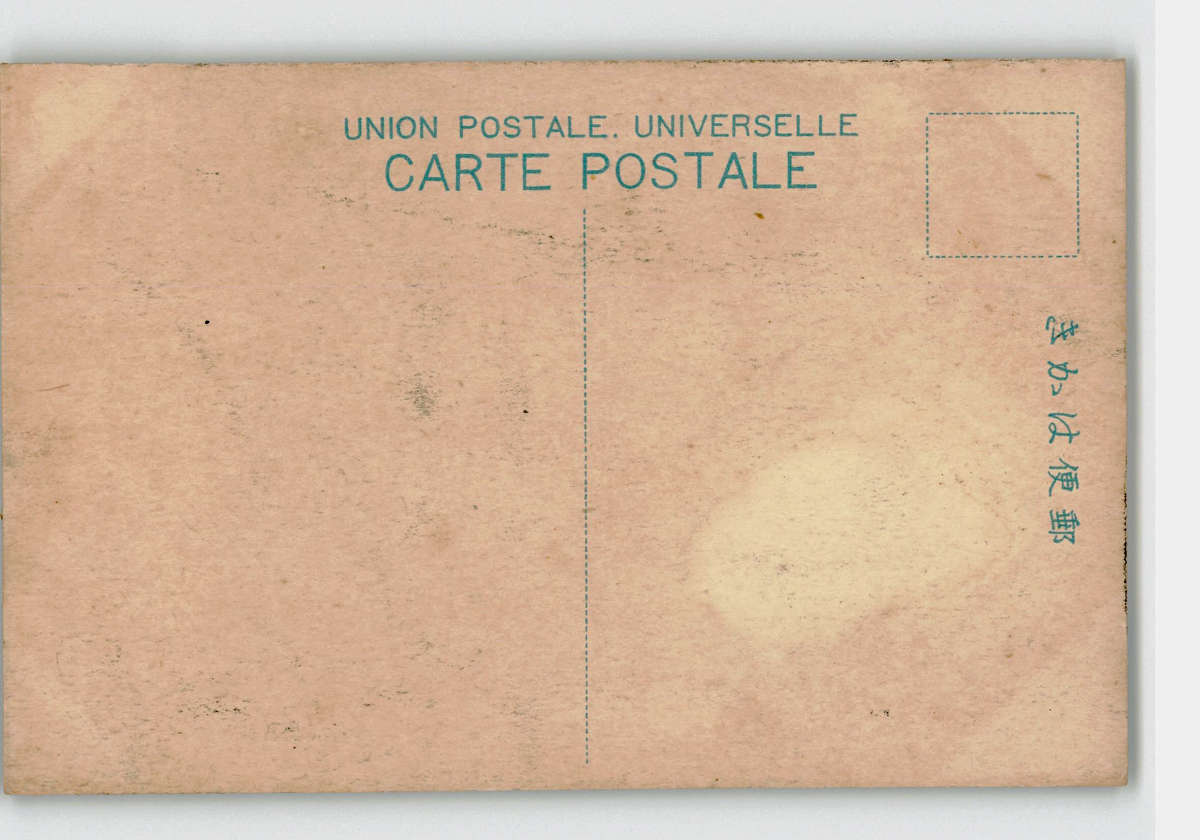 UNION POSTALE. UNIVERSELLE
CARTE POSTALE
郵便はかき